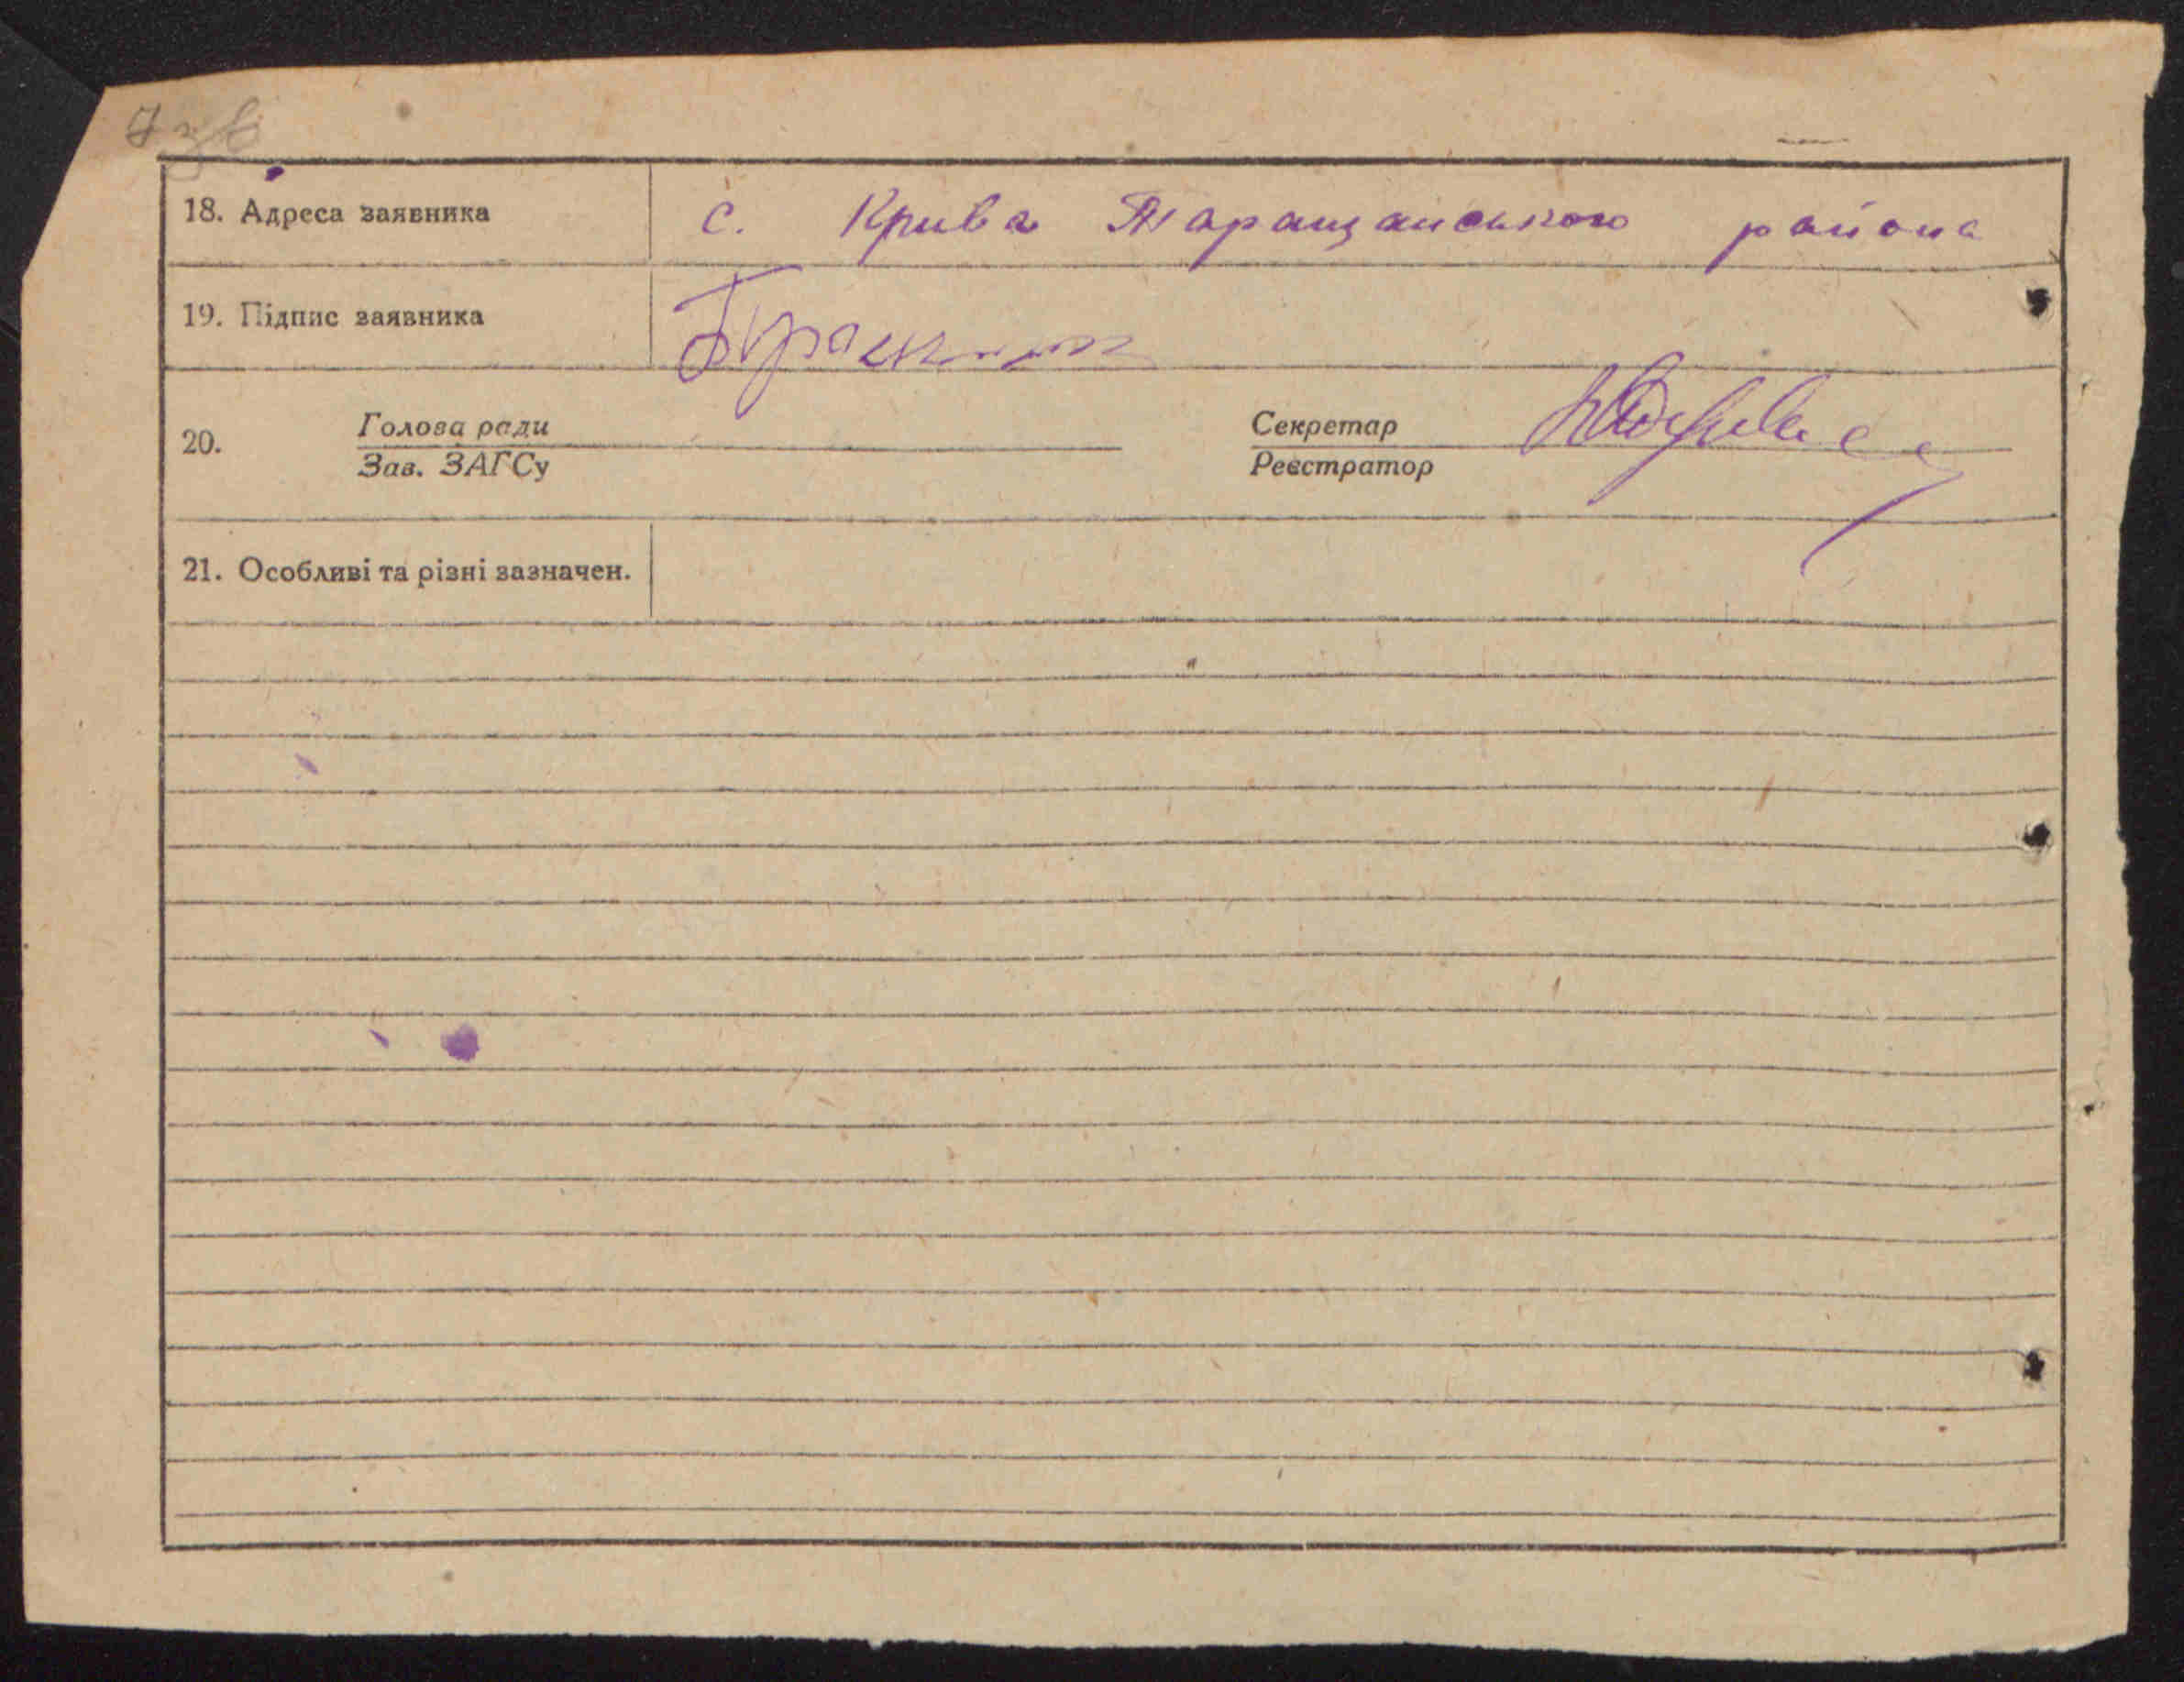 18. Адреса заявника с. Крива Таращанського района
19. Підпис заявника
20. Голова ради Секретар
Зав. ЗАГСу Реєстратор
21. Особливі та різні зазначен.